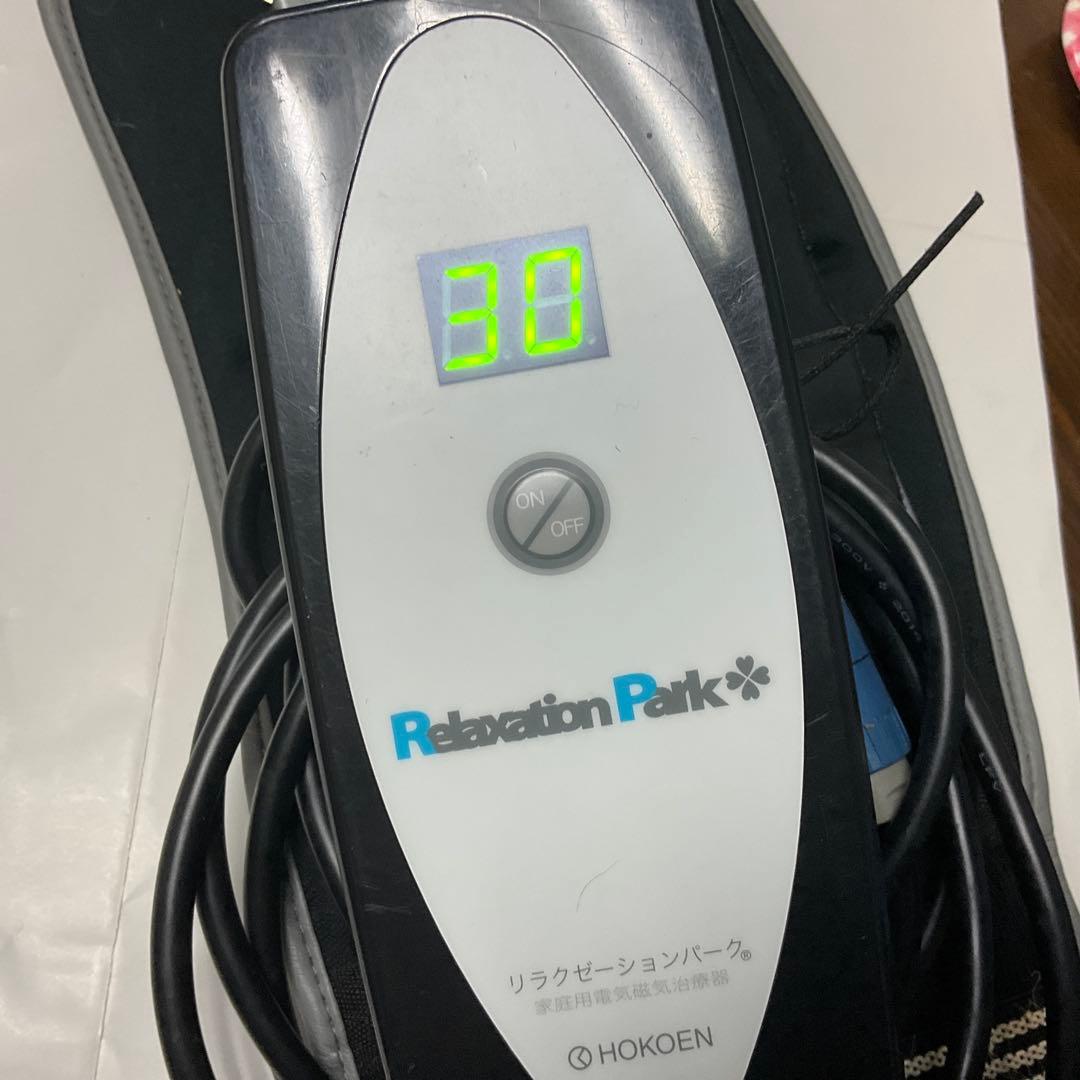 30
ON
OFF
300V
Relaxation Park
リラクゼーションパーク®
家庭用電気磁気治療器
HOKOEN